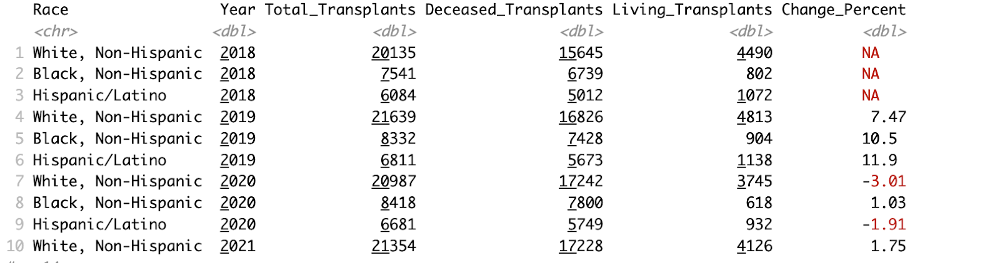 Race Year Total_Transplants Deceased_Transplants Living_Transplants Change_Percent
<chr> <dbl> <dbl> <dbl> <dbl> <dbl>
1 White, Non-Hispanic 2018 20135 15645 4490 NA
2 Black, Non-Hispanic 2018 7541 6739 802 NA
3 Hispanic/Latino 2018 6084 5012 1072 NA
4 White, Non-Hispanic 2019 21639 16826 4813 7.47
5 Black, Non-Hispanic 2019 8332 7428 904 10.5
6 Hispanic/Latino 2019 6811 5673 1138 11.9
7 White, Non-Hispanic 2020 20987 17242 3745 -3.01
8 Black, Non-Hispanic 2020 8418 7800 618 1.03
9 Hispanic/Latino 2020 6681 5749 932 -1.91
10 White, Non-Hispanic 2021 21354 17228 4126 1.75